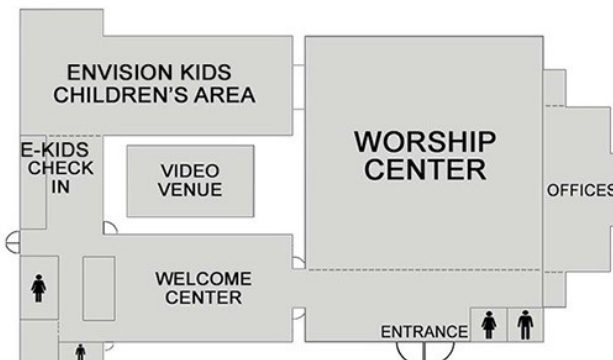 ENVISION KIDS
CHILDREN'S AREA
E-KIDS
CHECK
IN
VIDEO
VENUE
WORSHIP
CENTER
OFFICES
WELCOME
CENTER
ENTRANCE